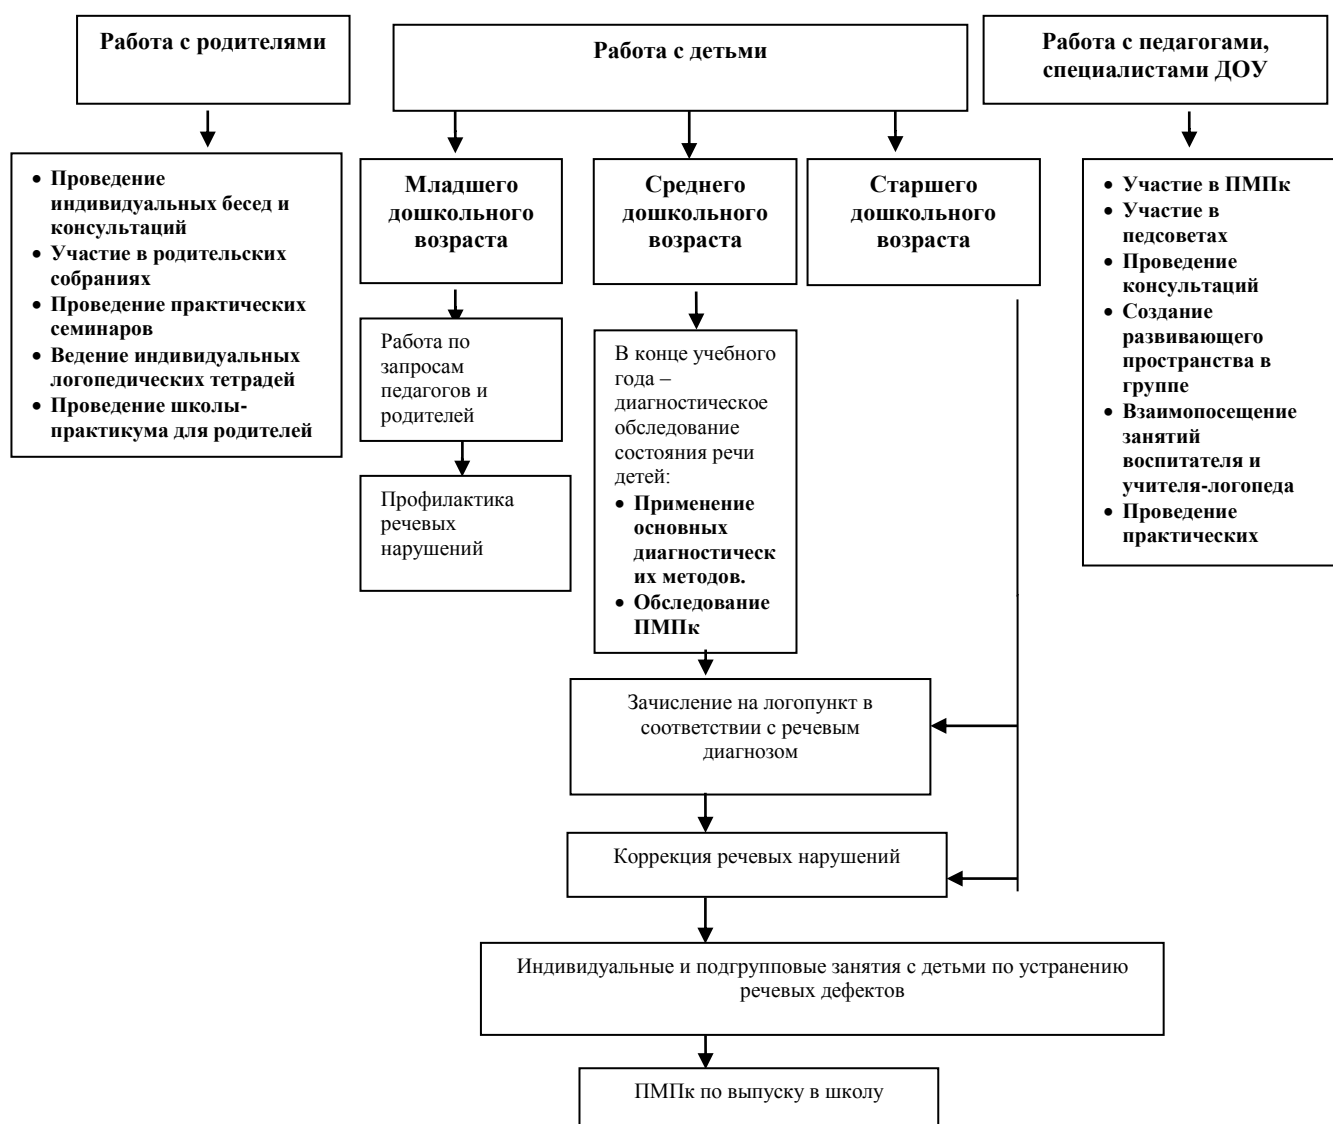 Работа с родителями
Работа с детьми
Работа с педагогами,
специалистами ДОУ
• Проведение
индивидуальных бесед и
консультаций
• Участие в родительских
собраниях
• Проведение практических
семинаров
• Ведение индивидуальных
логопедических тетрадей
• Проведение школы-
практикума для родителей
Младшего
дошкольного
возраста
Среднего
дошкольного
возраста
Старшего
дошкольного
возраста
• Участие в ПМПк
• Участие в
педсоветах
• Проведение
консультаций
• Создание
развивающего
пространства в
группе
• Взаимопосещение
занятий
воспитателя и
учителя-логопеда
• Проведение
практических
Работа по
запросам
педагогов и
родителей
Профилактика
речевых
нарушений
В конце учебного
года –
диагностическое
обследование
состояния речи
детей:
• Применение
основных
диагностическ
их методов.
• Обследование
ПМПк
Зачисление на логопункт в
соответствии с речевым
диагнозом
Коррекция речевых нарушений
Индивидуальные и подгрупповые занятия с детьми по устранению
речевых дефектов
ПМПк по выпуску в школу